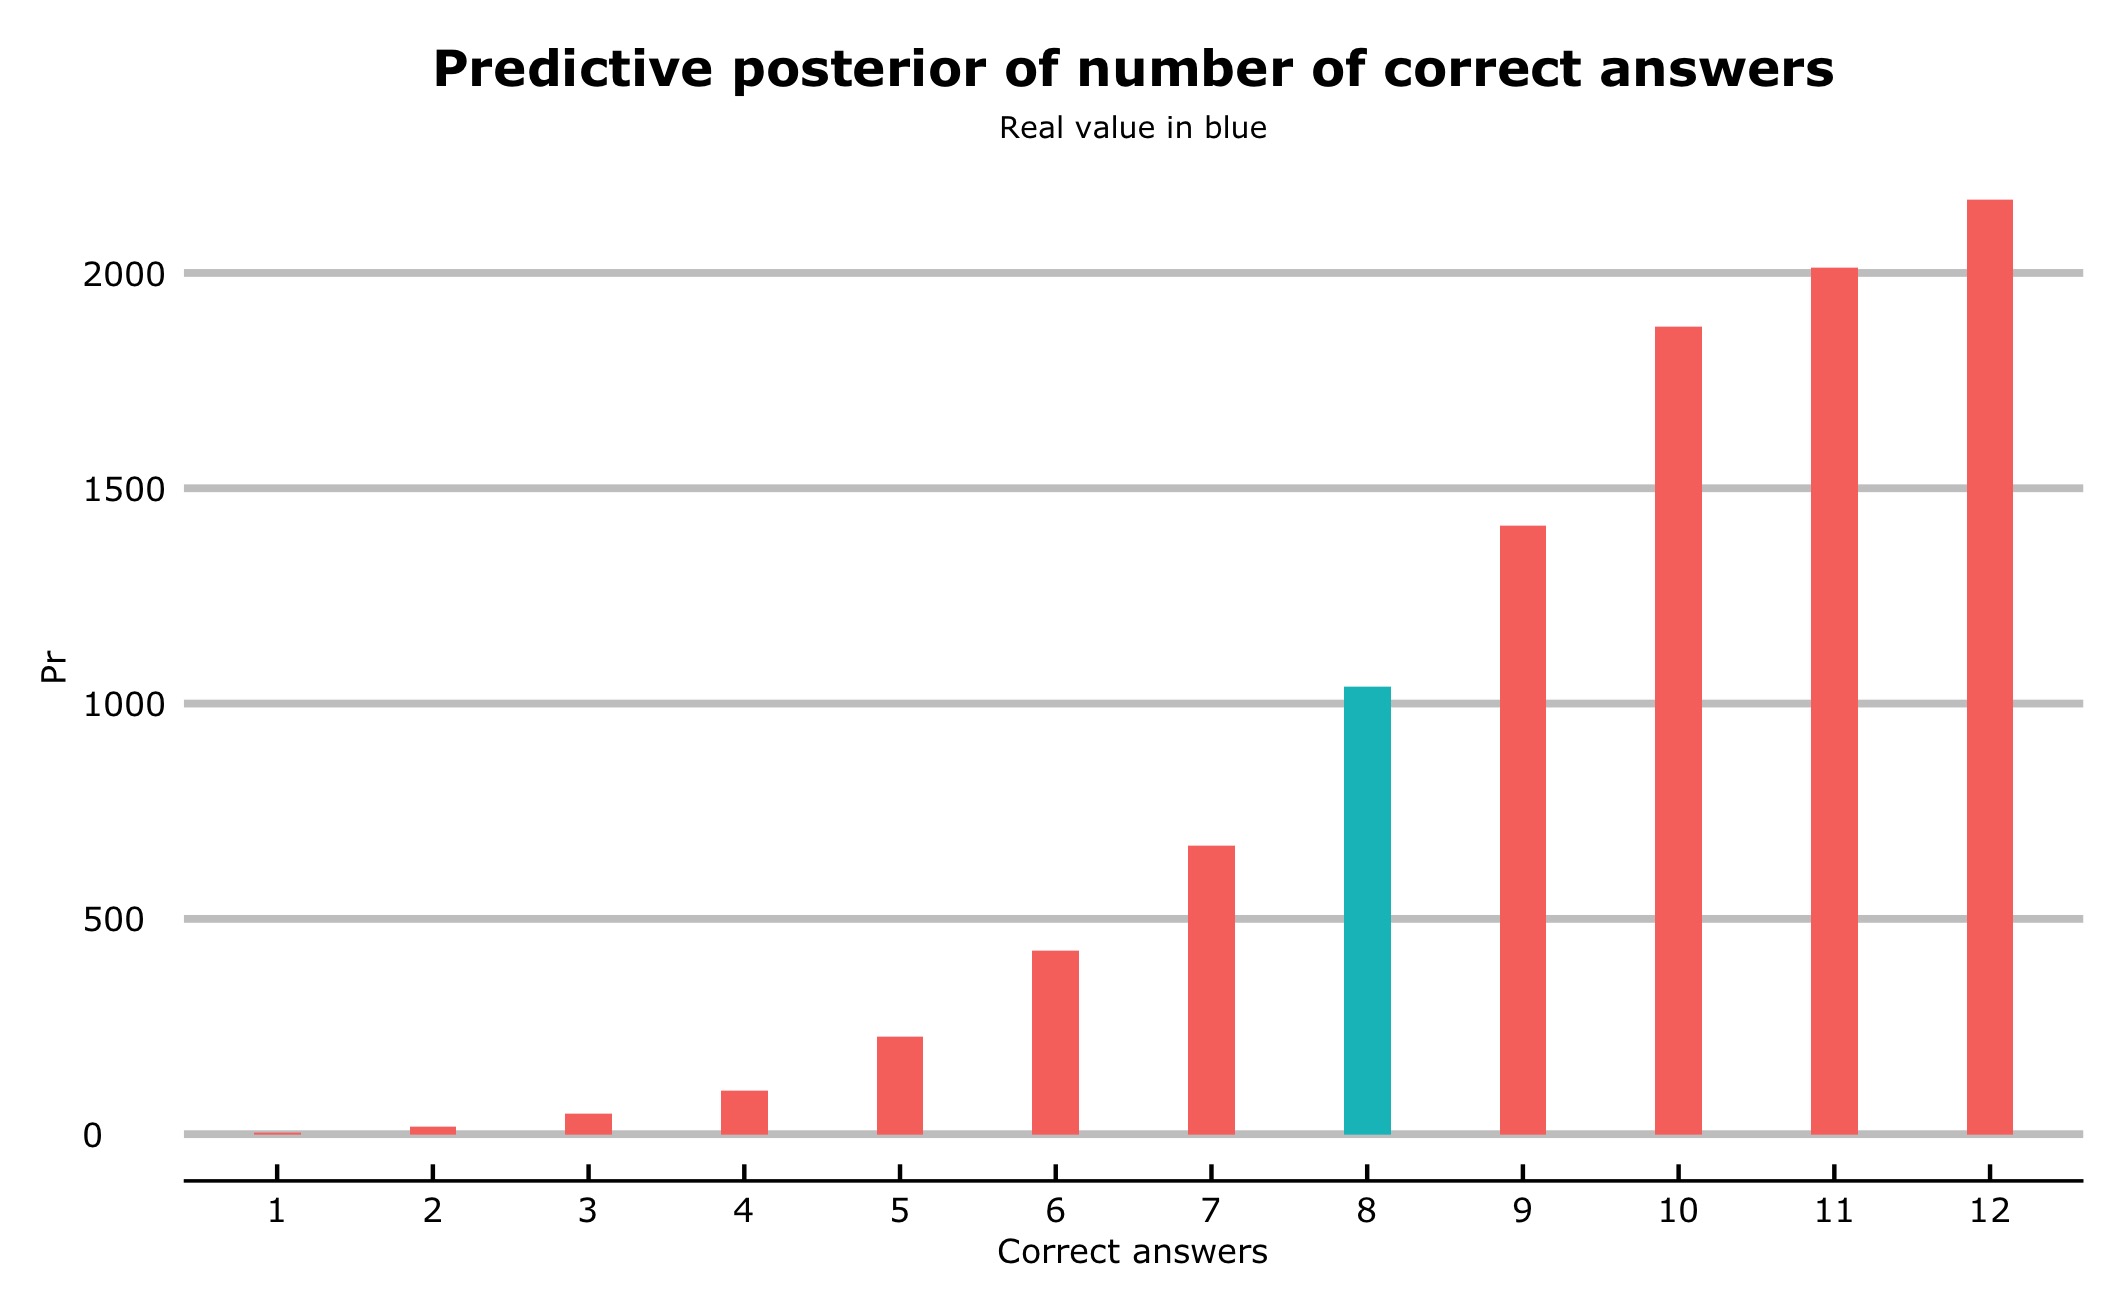 Predictive posterior of number of correct answers
Real value in blue
2000
1500
1000
500
0
Pr
1 2 3 4 5 6 7 8 9 10 11 12
Correct answers